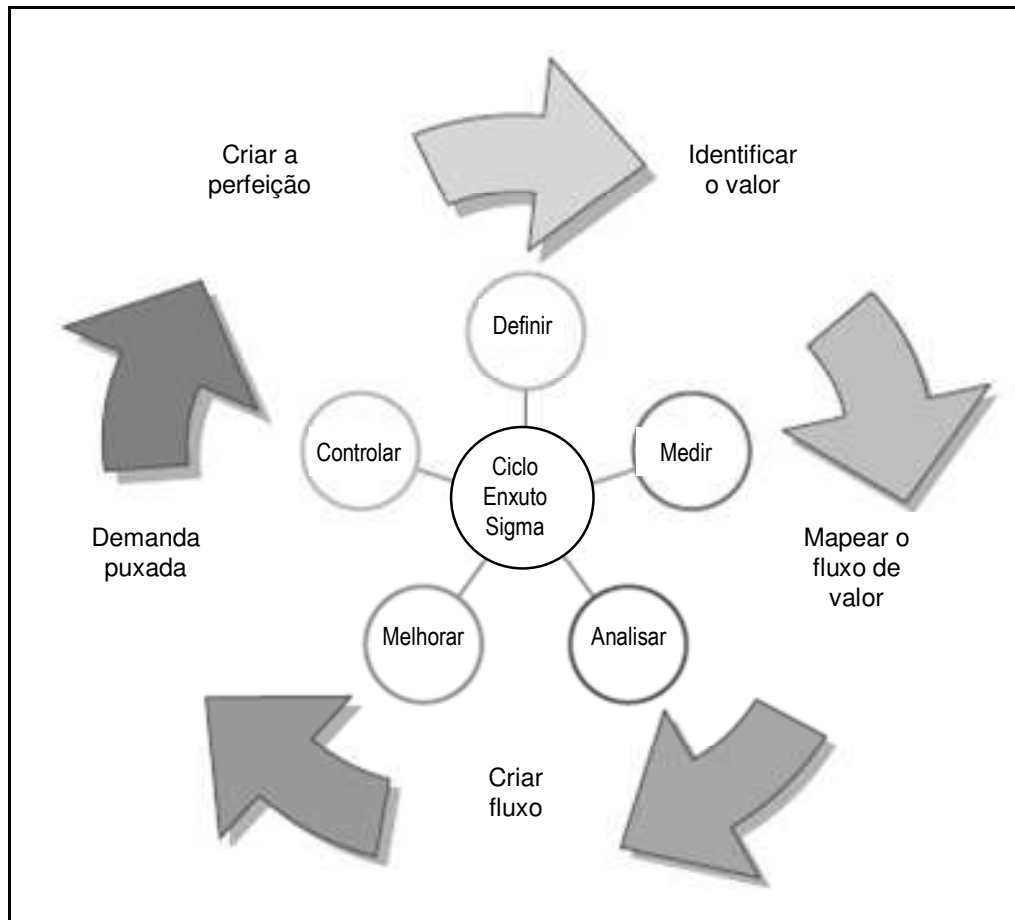 Criar a
perfeição
Identificar
o valor
Definir
Controlar
Medir
Ciclo
Enxuto
Sigma
Demanda
puxada
Mapear o
fluxo de
valor
Melhorar
Analisar
Criar
fluxo